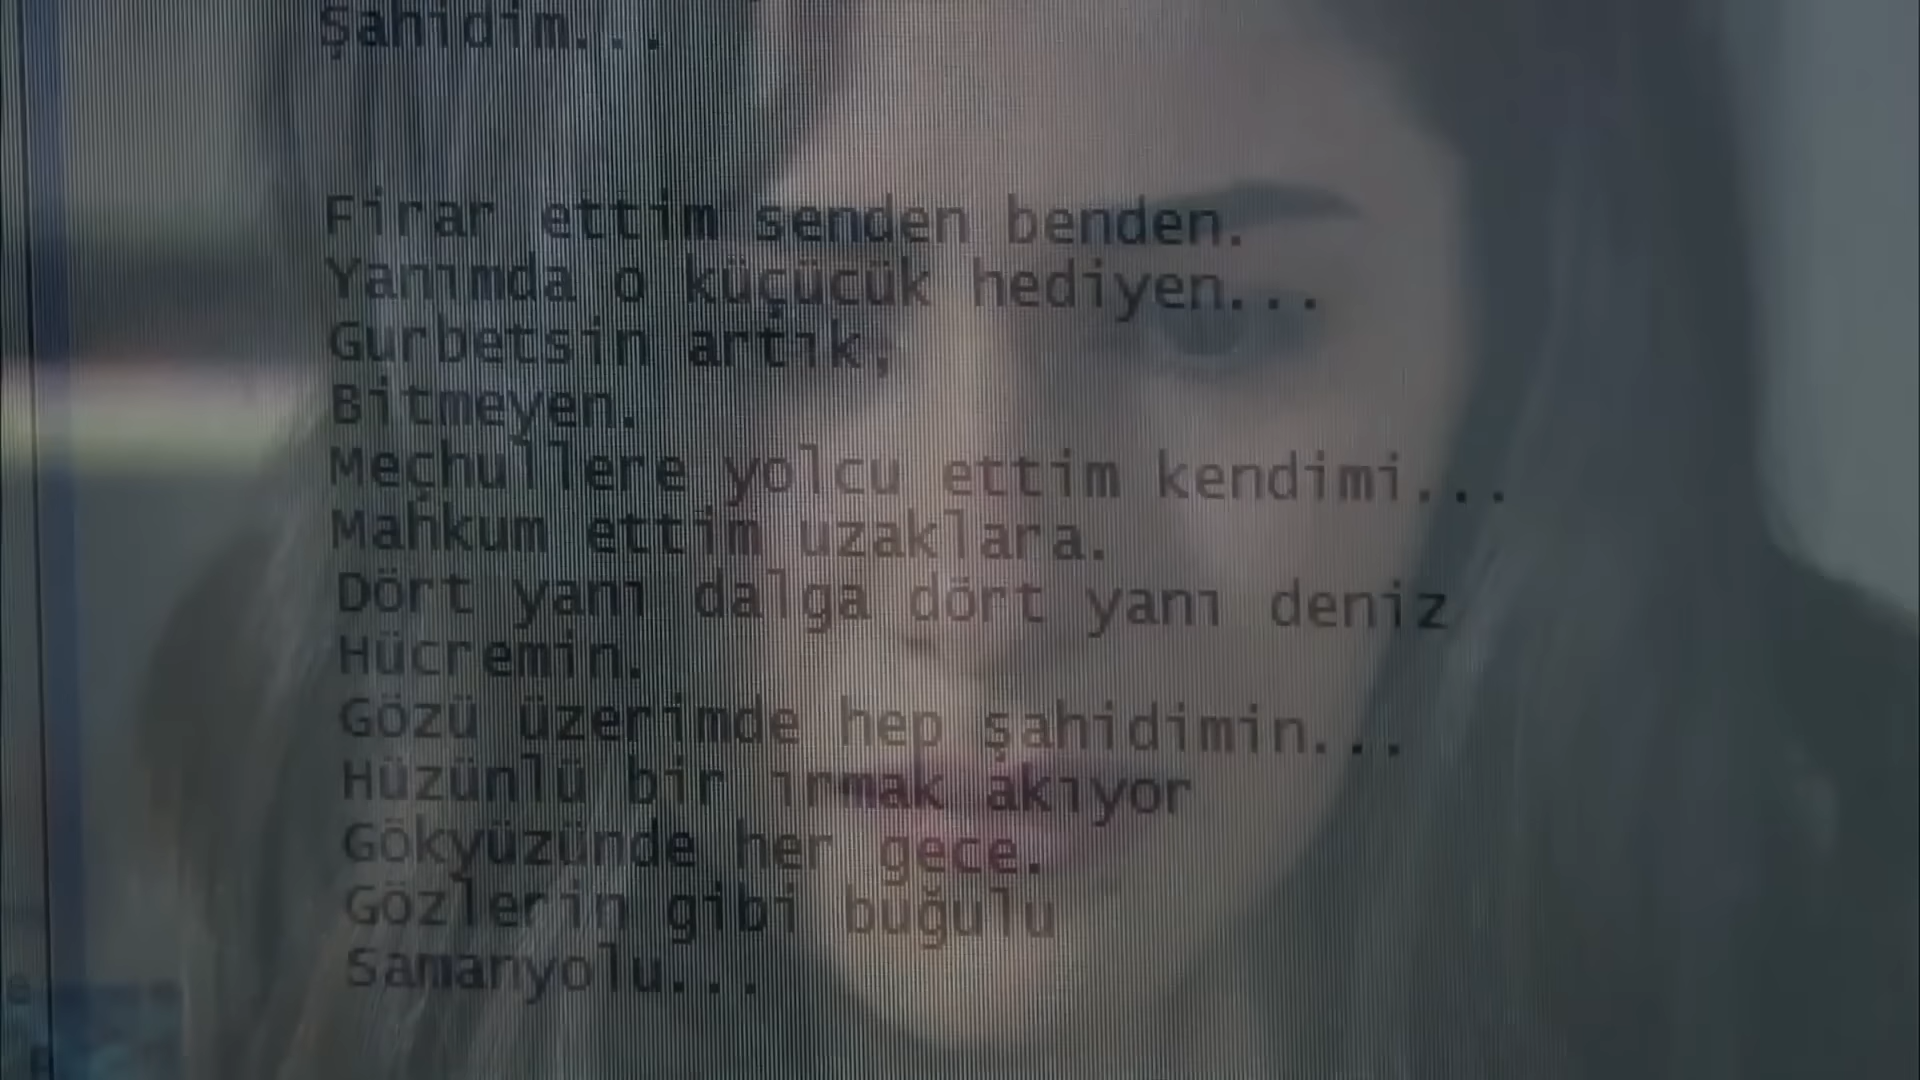 Şahidim...
Firar ettim senden benden.
Yanımda o küçücük hediyen...
Gurbetsin artık,
Bitmeyen.
Meçhullere yolcu ettim kendimi...
Mahkum ettim uzaklara.
Dört yanı dalga dört yanı deniz
Hücremin.
Gözü üzerimde hep şahidimin...
Hüzünlü bir ırmak akıyor
Gökyüzünde her gece.
Gözlerin gibi buğulu
Samanyolu...